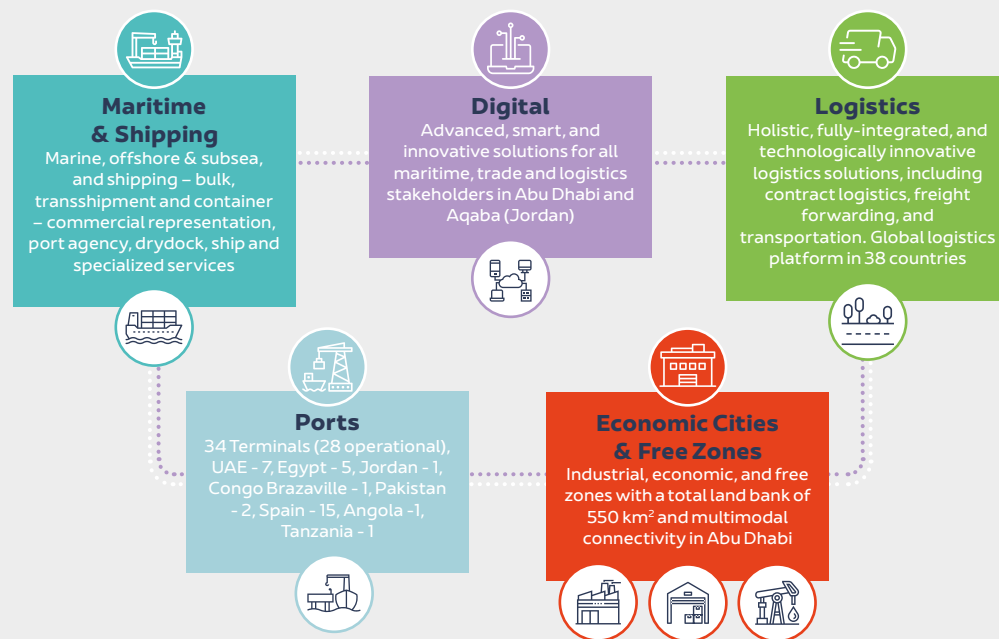 Maritime
& Shipping
Marine, offshore & subsea,
and shipping – bulk,
transshipment and container
– commercial representation,
port agency, drydock, ship and
specialized services
Digital
Advanced, smart, and
innovative solutions for all
maritime, trade and logistics
stakeholders in Abu Dhabi and
Aqaba (Jordan)
Logistics
Holistic, fully-integrated, and
technologically innovative
logistics solutions, including
contract logistics, freight
forwarding, and
transportation. Global logistics
platform in 38 countries
Ports
34 Terminals (28 operational),
UAE - 7, Egypt - 5, Jordan - 1,
Congo Brazaville - 1, Pakistan
- 2, Spain - 15, Angola -1,
Tanzania - 1
Economic Cities
& Free Zones
Industrial, economic, and free
zones with a total land bank of
550 km² and multimodal
connectivity in Abu Dhabi